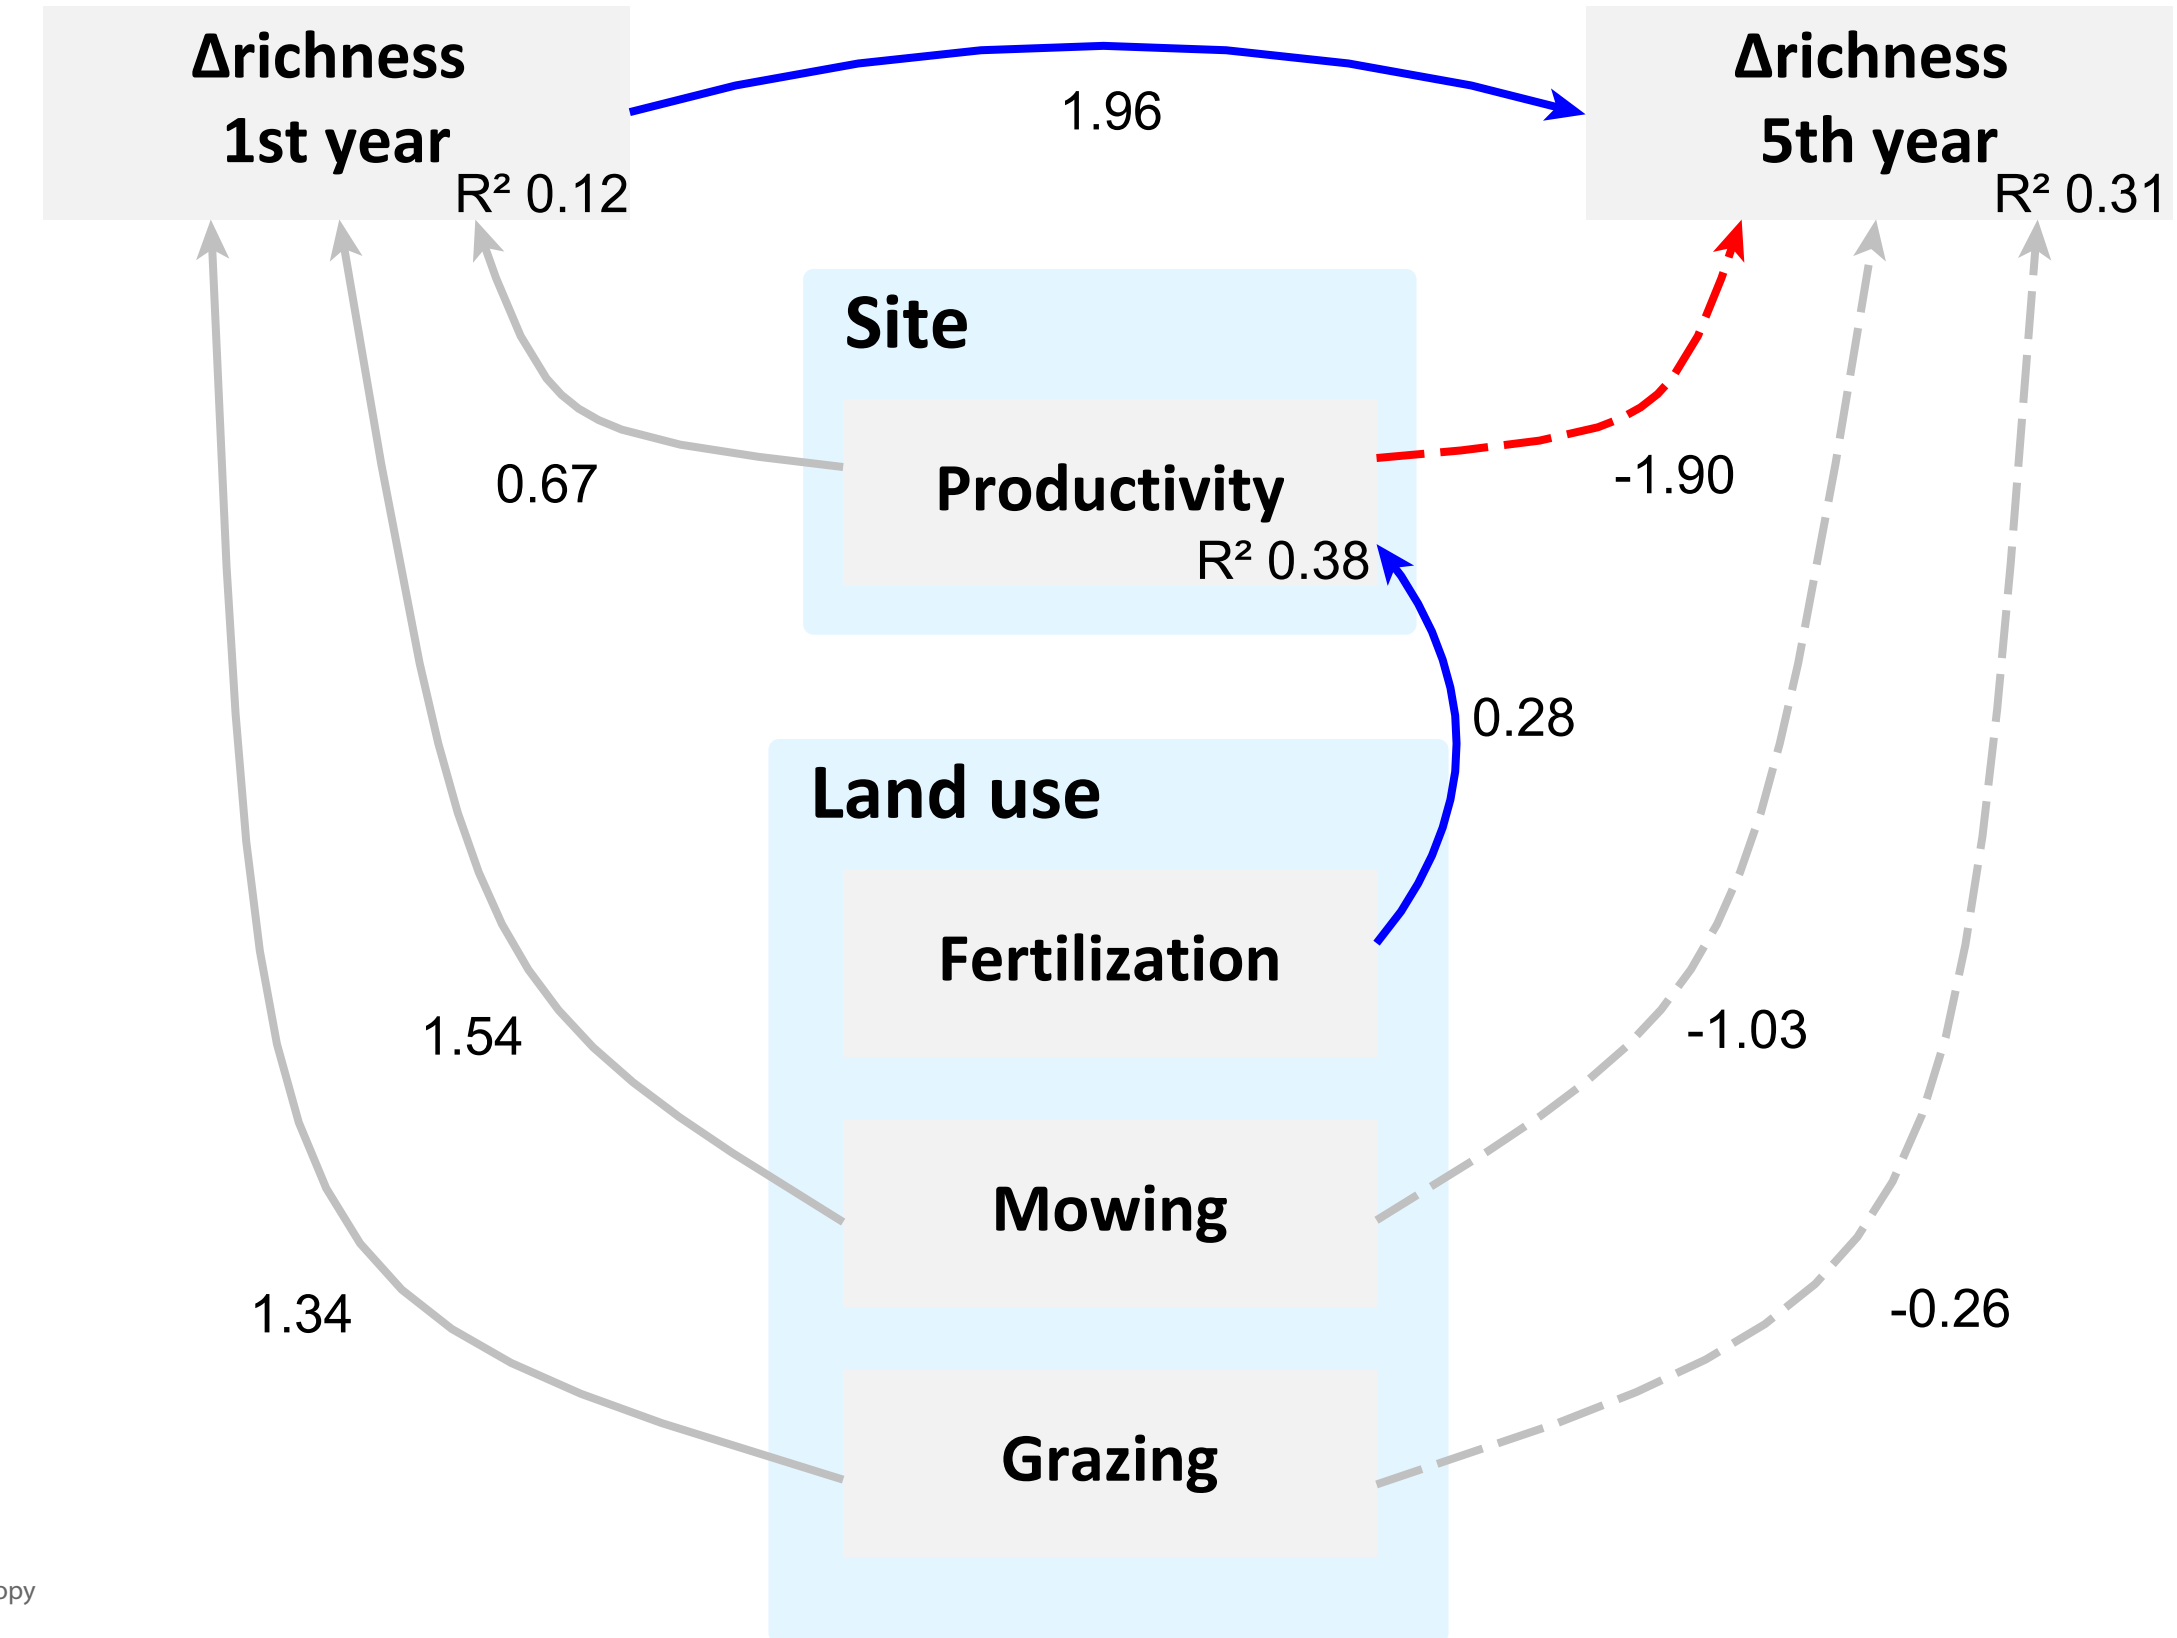 Δrichness
1st year
R² 0.12
1.96
Δrichness
5th year
R² 0.31
Site
Productivity
R² 0.38
0.67
-1.90
0.28
Land use
Fertilization
Mowing
Grazing
1.54
-1.03
1.34
-0.26
opy